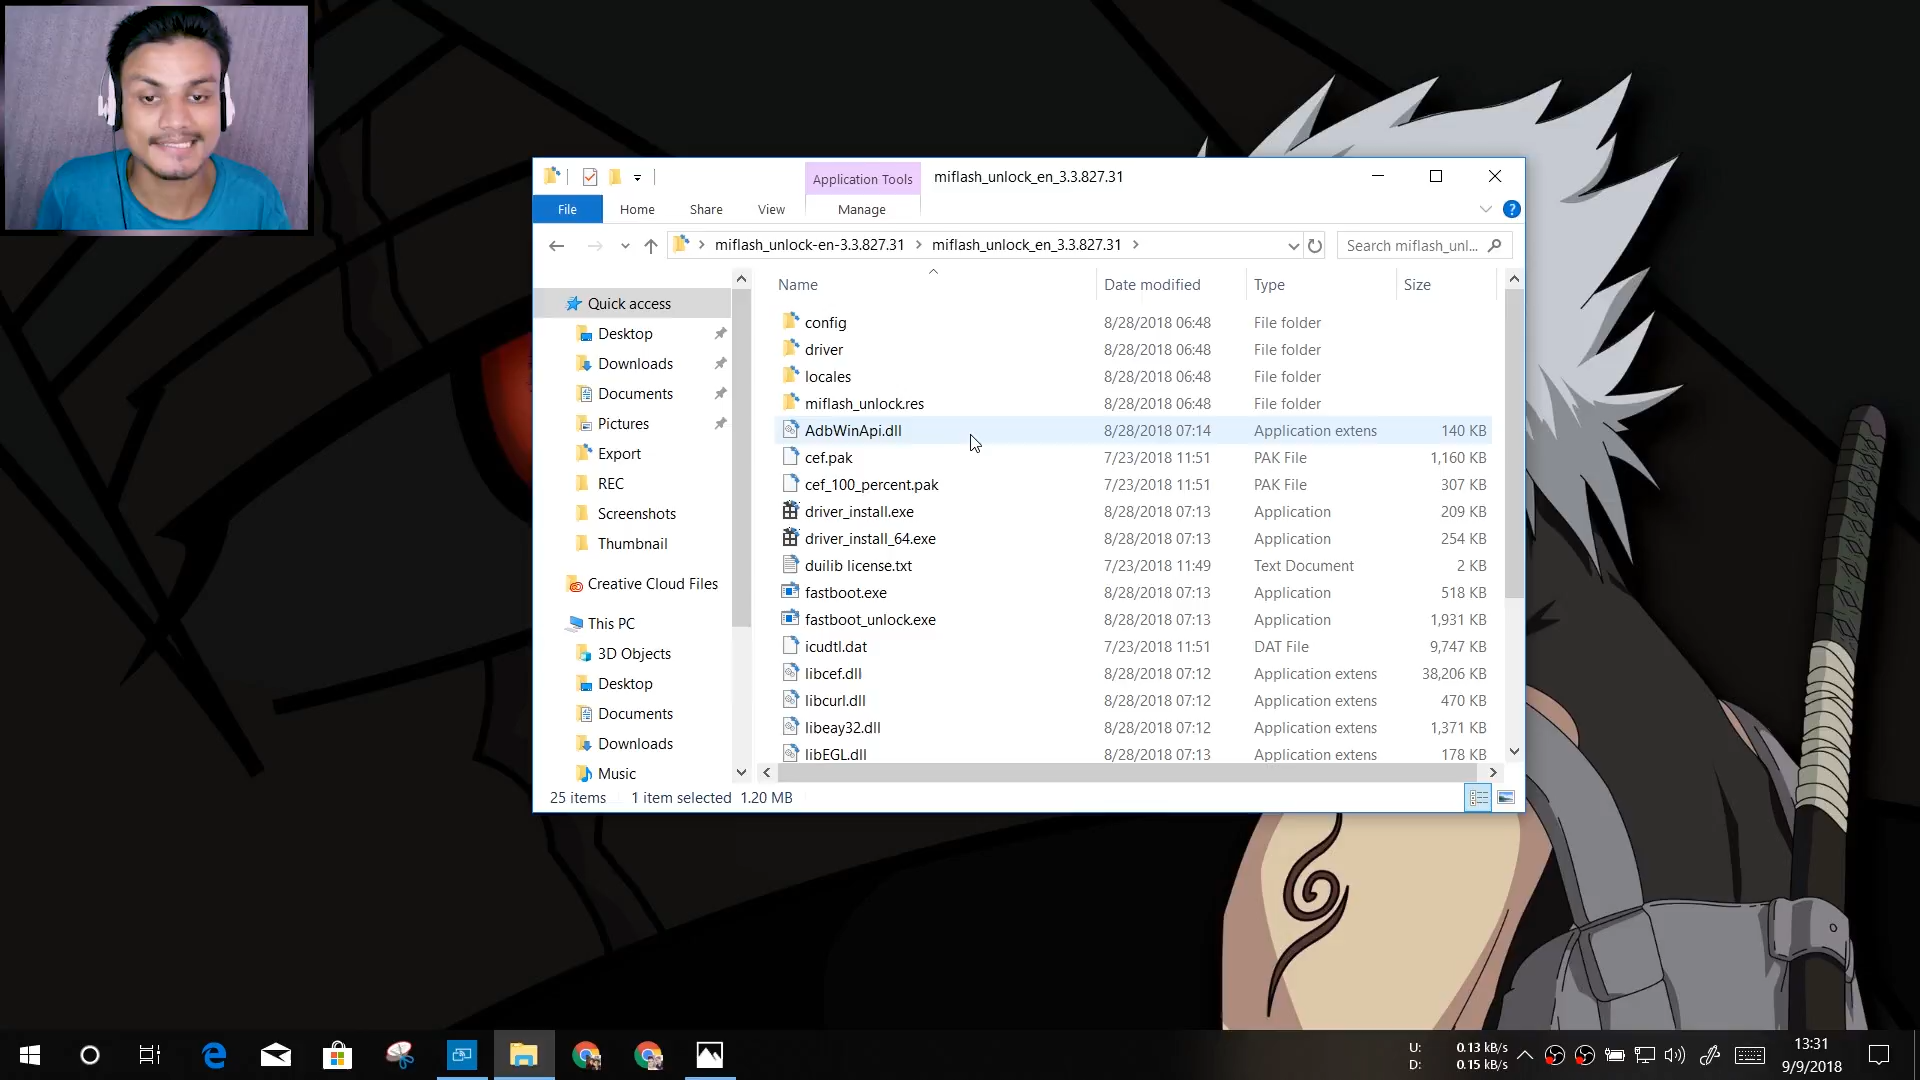 Application Tools
miflash_unlock_en_3.3.827.31
File
Home
Share
View
Manage
?
miflash_unlock-en-3.3.827.31
miflash_unlock_en_3.3.827.31
Search miflash_unl...
Name
Date modified
Type
Size
Quick access
Desktop
Downloads
Documents
Pictures
Export
REC
Screenshots
Thumbnail
Creative Cloud Files
This PC
3D Objects
Desktop
Documents
Downloads
Music
config 8/28/2018 06:48 File folder
driver 8/28/2018 06:48 File folder
locales 8/28/2018 06:48 File folder
miflash_unlock.res 8/28/2018 06:48 File folder
AdbWinApi.dll 8/28/2018 07:14 Application extens 140 KB
cef.pak 7/23/2018 11:51 PAK File 1,160 KB
cef_100_percent.pak 7/23/2018 11:51 PAK File 307 KB
driver_install.exe 8/28/2018 07:13 Application 209 KB
driver_install_64.exe 8/28/2018 07:13 Application 254 KB
duilib license.txt 7/23/2018 11:49 Text Document 2 KB
fastboot.exe 8/28/2018 07:13 Application 518 KB
fastboot_unlock.exe 8/28/2018 07:13 Application 1,931 KB
icudtl.dat 7/23/2018 11:51 DAT File 9,747 KB
libcef.dll 8/28/2018 07:12 Application extens 38,206 KB
libcurl.dll 8/28/2018 07:12 Application extens 470 KB
libeay32.dll 8/28/2018 07:12 Application extens 1,371 KB
libEGL.dll 8/28/2018 07:13 Application extens 178 KB
25 items 1 item selected 1.20 MB
U: 0.13 kB/s
D: 0.15 kB/s
13:31
9/9/2018